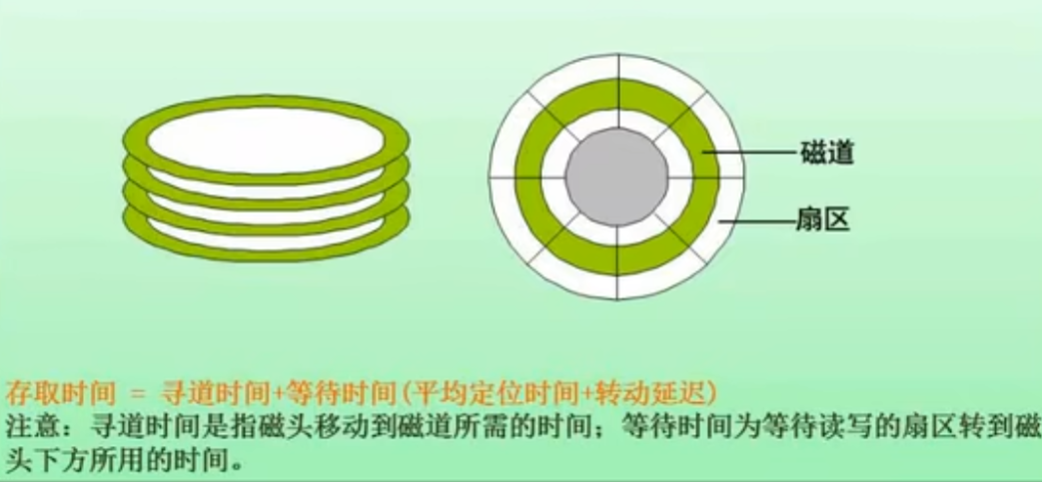 磁道
扇区
存取时间 = 寻道时间+等待时间(平均定位时间+转动延迟)
注意：寻道时间是指磁头移动到磁道所需的时间；等待时间为等待读写的扇区转到磁
头下方所用的时间。